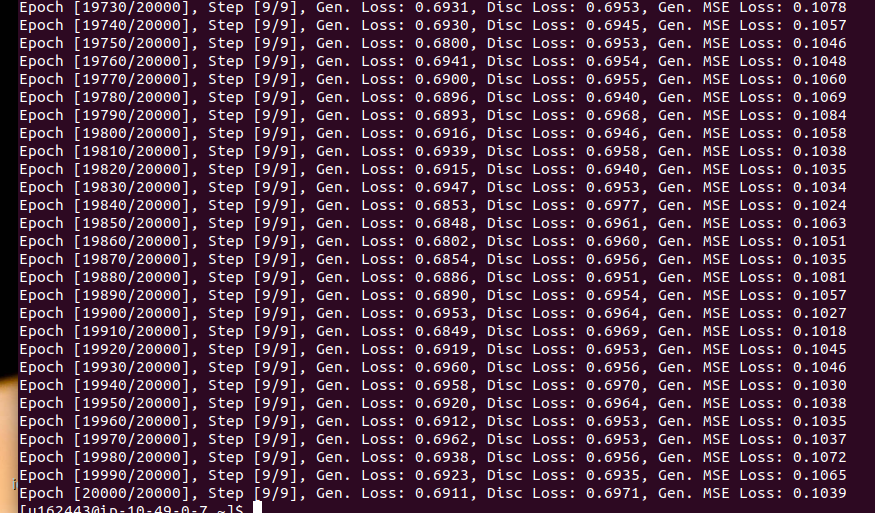 Epoch [19730/20000], Step [9/9], Gen. Loss: 0.6931, Disc Loss: 0.6953, Gen. MSE Loss: 0.1078
Epoch [19740/20000], Step [9/9], Gen. Loss: 0.6930, Disc Loss: 0.6945, Gen. MSE Loss: 0.1057
Epoch [19750/20000], Step [9/9], Gen. Loss: 0.6800, Disc Loss: 0.6953, Gen. MSE Loss: 0.1046
Epoch [19760/20000], Step [9/9], Gen. Loss: 0.6941, Disc Loss: 0.6954, Gen. MSE Loss: 0.1048
Epoch [19770/20000], Step [9/9], Gen. Loss: 0.6900, Disc Loss: 0.6955, Gen. MSE Loss: 0.1060
Epoch [19780/20000], Step [9/9], Gen. Loss: 0.6896, Disc Loss: 0.6940, Gen. MSE Loss: 0.1069
Epoch [19790/20000], Step [9/9], Gen. Loss: 0.6893, Disc Loss: 0.6968, Gen. MSE Loss: 0.1084
Epoch [19800/20000], Step [9/9], Gen. Loss: 0.6916, Disc Loss: 0.6946, Gen. MSE Loss: 0.1058
Epoch [19810/20000], Step [9/9], Gen. Loss: 0.6939, Disc Loss: 0.6958, Gen. MSE Loss: 0.1038
Epoch [19820/20000], Step [9/9], Gen. Loss: 0.6915, Disc Loss: 0.6940, Gen. MSE Loss: 0.1035
Epoch [19830/20000], Step [9/9], Gen. Loss: 0.6947, Disc Loss: 0.6953, Gen. MSE Loss: 0.1034
Epoch [19840/20000], Step [9/9], Gen. Loss: 0.6853, Disc Loss: 0.6977, Gen. MSE Loss: 0.1024
Epoch [19850/20000], Step [9/9], Gen. Loss: 0.6848, Disc Loss: 0.6961, Gen. MSE Loss: 0.1063
Epoch [19860/20000], Step [9/9], Gen. Loss: 0.6802, Disc Loss: 0.6960, Gen. MSE Loss: 0.1051
Epoch [19870/20000], Step [9/9], Gen. Loss: 0.6854, Disc Loss: 0.6956, Gen. MSE Loss: 0.1035
Epoch [19880/20000], Step [9/9], Gen. Loss: 0.6886, Disc Loss: 0.6951, Gen. MSE Loss: 0.1081
Epoch [19890/20000], Step [9/9], Gen. Loss: 0.6890, Disc Loss: 0.6954, Gen. MSE Loss: 0.1057
Epoch [19900/20000], Step [9/9], Gen. Loss: 0.6953, Disc Loss: 0.6964, Gen. MSE Loss: 0.1027
Epoch [19910/20000], Step [9/9], Gen. Loss: 0.6849, Disc Loss: 0.6969, Gen. MSE Loss: 0.1018
Epoch [19920/20000], Step [9/9], Gen. Loss: 0.6919, Disc Loss: 0.6953, Gen. MSE Loss: 0.1045
Epoch [19930/20000], Step [9/9], Gen. Loss: 0.6960, Disc Loss: 0.6956, Gen. MSE Loss: 0.1046
Epoch [19940/20000], Step [9/9], Gen. Loss: 0.6958, Disc Loss: 0.6970, Gen. MSE Loss: 0.1030
Epoch [19950/20000], Step [9/9], Gen. Loss: 0.6920, Disc Loss: 0.6964, Gen. MSE Loss: 0.1038
Epoch [19960/20000], Step [9/9], Gen. Loss: 0.6912, Disc Loss: 0.6953, Gen. MSE Loss: 0.1035
Epoch [19970/20000], Step [9/9], Gen. Loss: 0.6962, Disc Loss: 0.6953, Gen. MSE Loss: 0.1037
Epoch [19980/20000], Step [9/9], Gen. Loss: 0.6938, Disc Loss: 0.6956, Gen. MSE Loss: 0.1072
Epoch [19990/20000], Step [9/9], Gen. Loss: 0.6923, Disc Loss: 0.6935, Gen. MSE Loss: 0.1065
Epoch [20000/20000], Step [9/9], Gen. Loss: 0.6911, Disc Loss: 0.6971, Gen. MSE Loss: 0.1039
[u1624430ip-10-49-0-7 ~]$